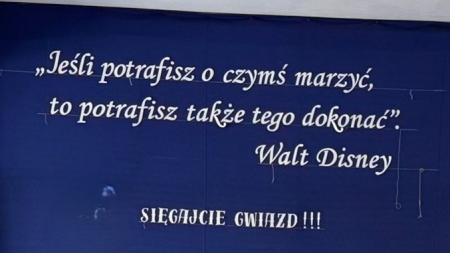 „Jeśli potrafisz o czymś marzyć,
to potrafisz także tego dokonać”.
Walt Disney
SIĘGAJCIE GWIAZD !!!